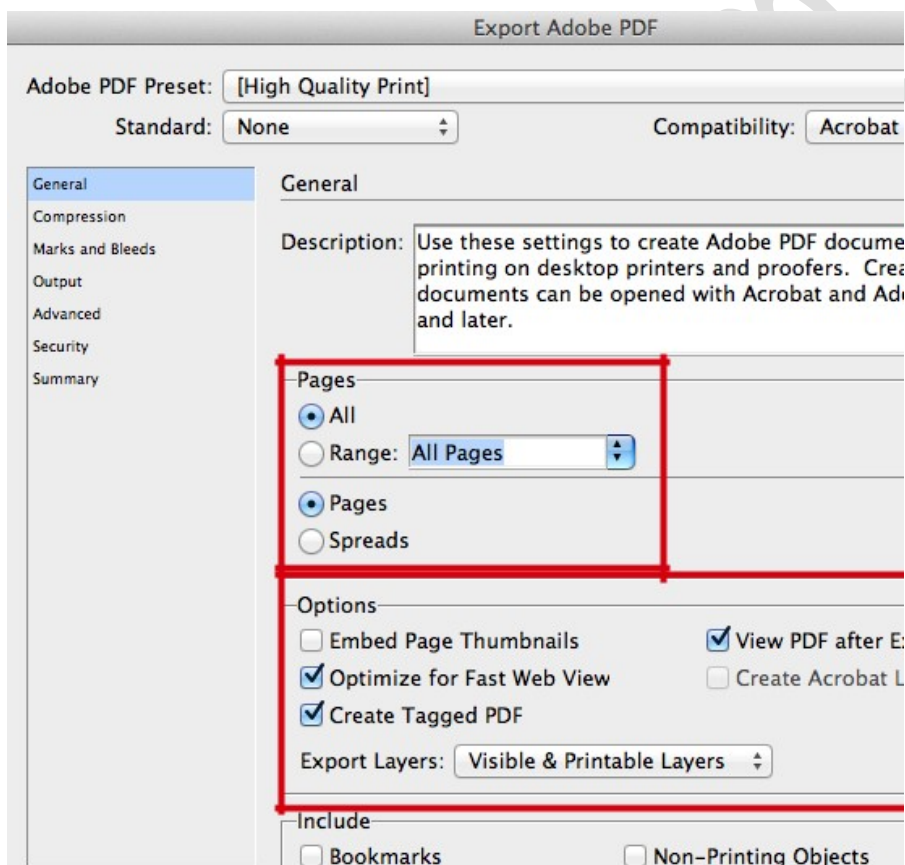 Export Adobe PDF
Adobe PDF Preset: [High Quality Print]
Standard: None Compatibility: Acrobat
General General
Compression
Marks and Bleeds
Output
Advanced
Security
Summary
Description: Use these settings to create Adobe PDF docume
printing on desktop printers and proofers. Crea
documents can be opened with Acrobat and Ad
and later.
Pages
All
Range: All Pages
Pages
Spreads
Options
Embed Page Thumbnails View PDF after E
Optimize for Fast Web View Create Acrobat L
Create Tagged PDF
Export Layers: Visible & Printable Layers
Include
Bookmarks Non-Printing Objects